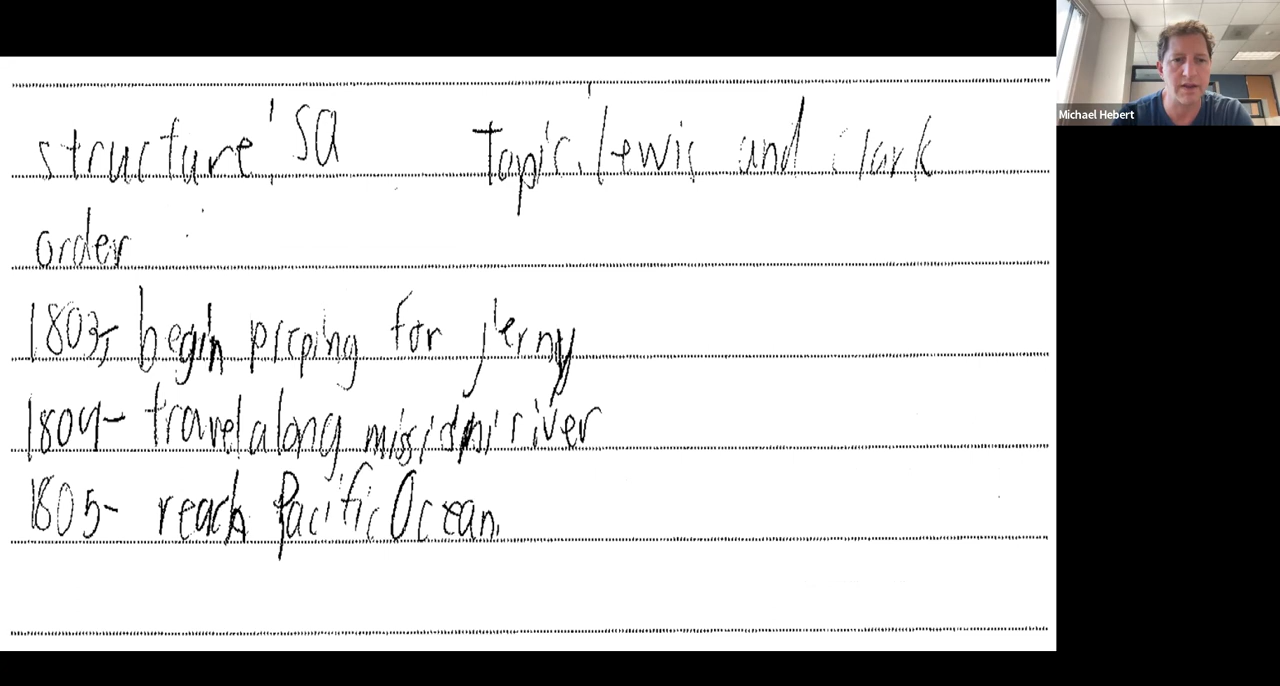 structure: SQ Topic. Lewis and Clark
order
1803- begin preping for jerny
1804- travel along river
1805- reach Pacific Ocean.
Michael Hebert